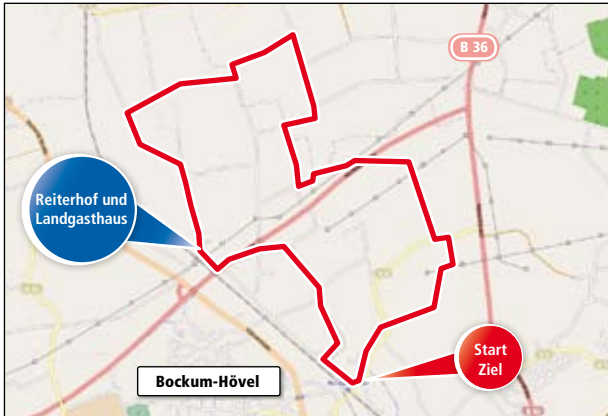 B 36
Reiterhof und
Landgasthaus
Start
Ziel
Bockum-Hövel